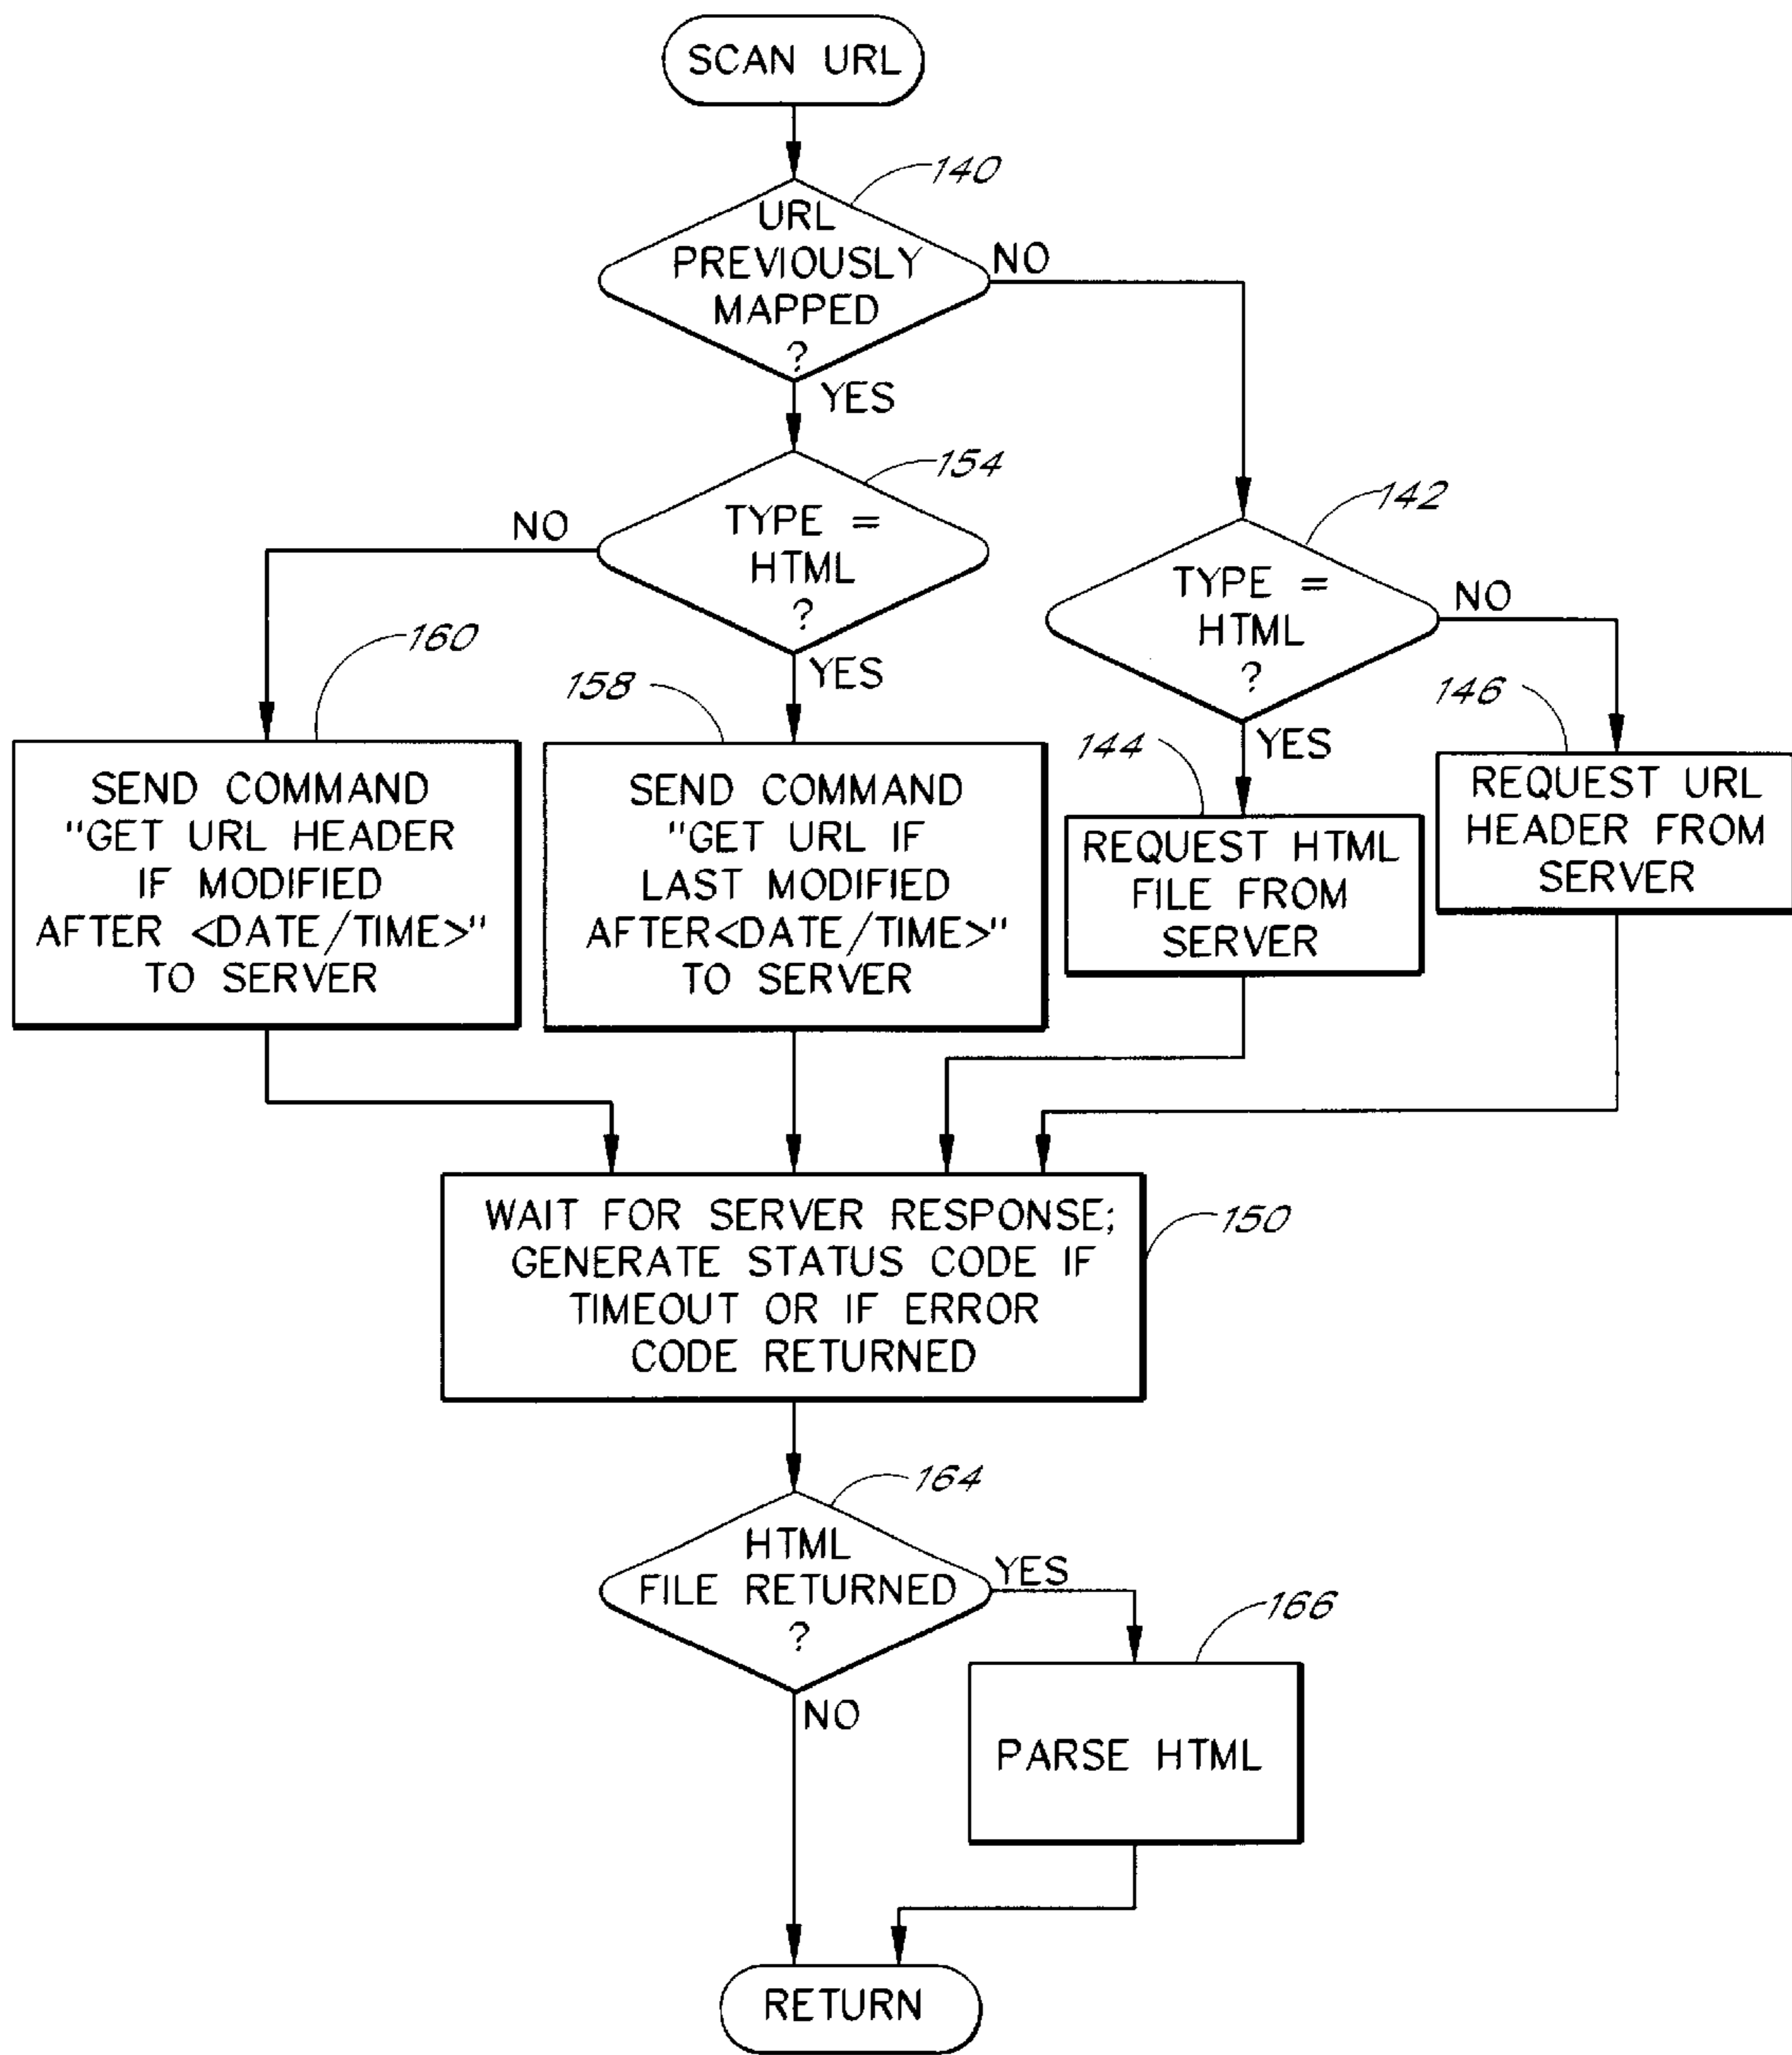 SCAN URL
140
URL
PREVIOUSLY
MAPPED
?
NO
YES
154
TYPE =
HTML
?
NO
YES
142
TYPE =
HTML
?
NO
YES
160
SEND COMMAND
"GET URL HEADER
IF MODIFIED
AFTER <DATE/TIME>"
TO SERVER
158
SEND COMMAND
"GET URL IF
LAST MODIFIED
AFTER<DATE/TIME>"
TO SERVER
144
REQUEST HTML
FILE FROM
SERVER
146
REQUEST URL
HEADER FROM
SERVER
WAIT FOR SERVER RESPONSE;
GENERATE STATUS CODE IF
TIMEOUT OR IF ERROR
CODE RETURNED
150
164
HTML
FILE RETURNED
?
YES
NO
166
PARSE HTML
RETURN